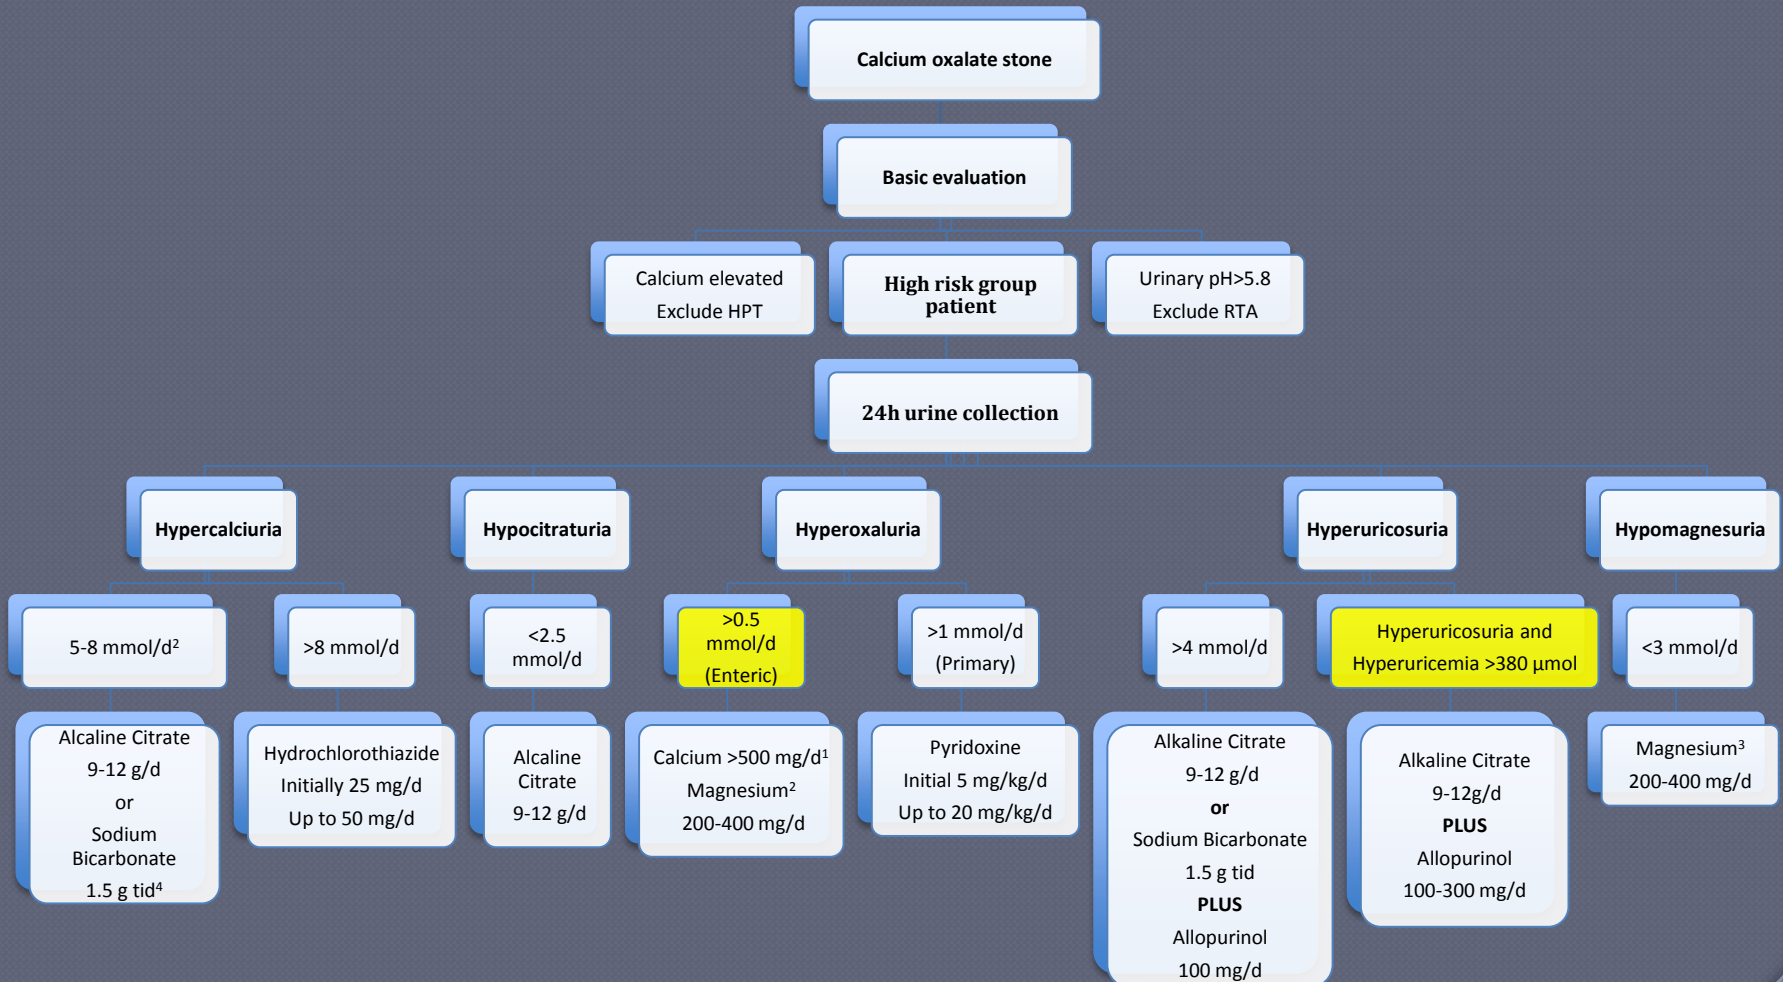 Calcium oxalate stone
Basic evaluation
Calcium elevated
Exclude HPT
High risk group
patient
Urinary pH>5.8
Exclude RTA
24h urine collection
Hypercalciuria
Hypocitraturia
Hyperoxaluria
Hyperuricosuria
Hypomagnesuria
5-8 mmol/d²
>8 mmol/d
<2.5
mmol/d
>0.5
mmol/d
(Enteric)
>1 mmol/d
(Primary)
>4 mmol/d
Hyperuricosuria and
Hyperuricemia >380 µmol
<3 mmol/d
Alcaline Citrate
9-12 g/d
or
Sodium
Bicarbonate
1.5 g tid⁴
Hydrochlorothiazide
Initially 25 mg/d
Up to 50 mg/d
Alcaline
Citrate
9-12 g/d
Calcium >500 mg/d¹
Magnesium²
200-400 mg/d
Pyridoxine
Initial 5 mg/kg/d
Up to 20 mg/kg/d
Alkaline Citrate
9-12 g/d
or
Sodium Bicarbonate
1.5 g tid
PLUS
Allopurinol
100 mg/d
Alkaline Citrate
9-12g/d
PLUS
Allopurinol
100-300 mg/d
Magnesium³
200-400 mg/d